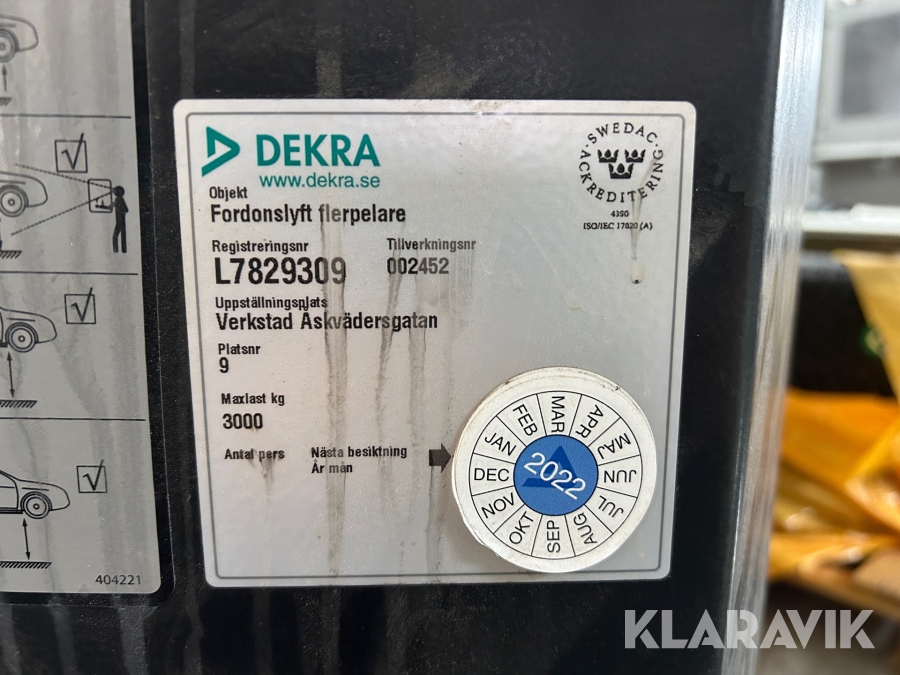 DEKRA
www.dekra.se
SWEDAC
ACKREDITERING
4390
ISO/IEC 17020 (A)
Objekt
Fordonslyft flerpelare
Registreringsnr
Tillverkningsnr
L7829309
002452
Uppställningsplats
Verkstad Åskvädersgatan
Platsnr
9
Maxlast kg
3000
Antal pers
Nästa besiktning
År mån
JAN
FEB
MAR
APR
MAJ
JUN
JUL
AUG
SEP
OKT
NOV
DEC
2022
404221
KLARAVIK